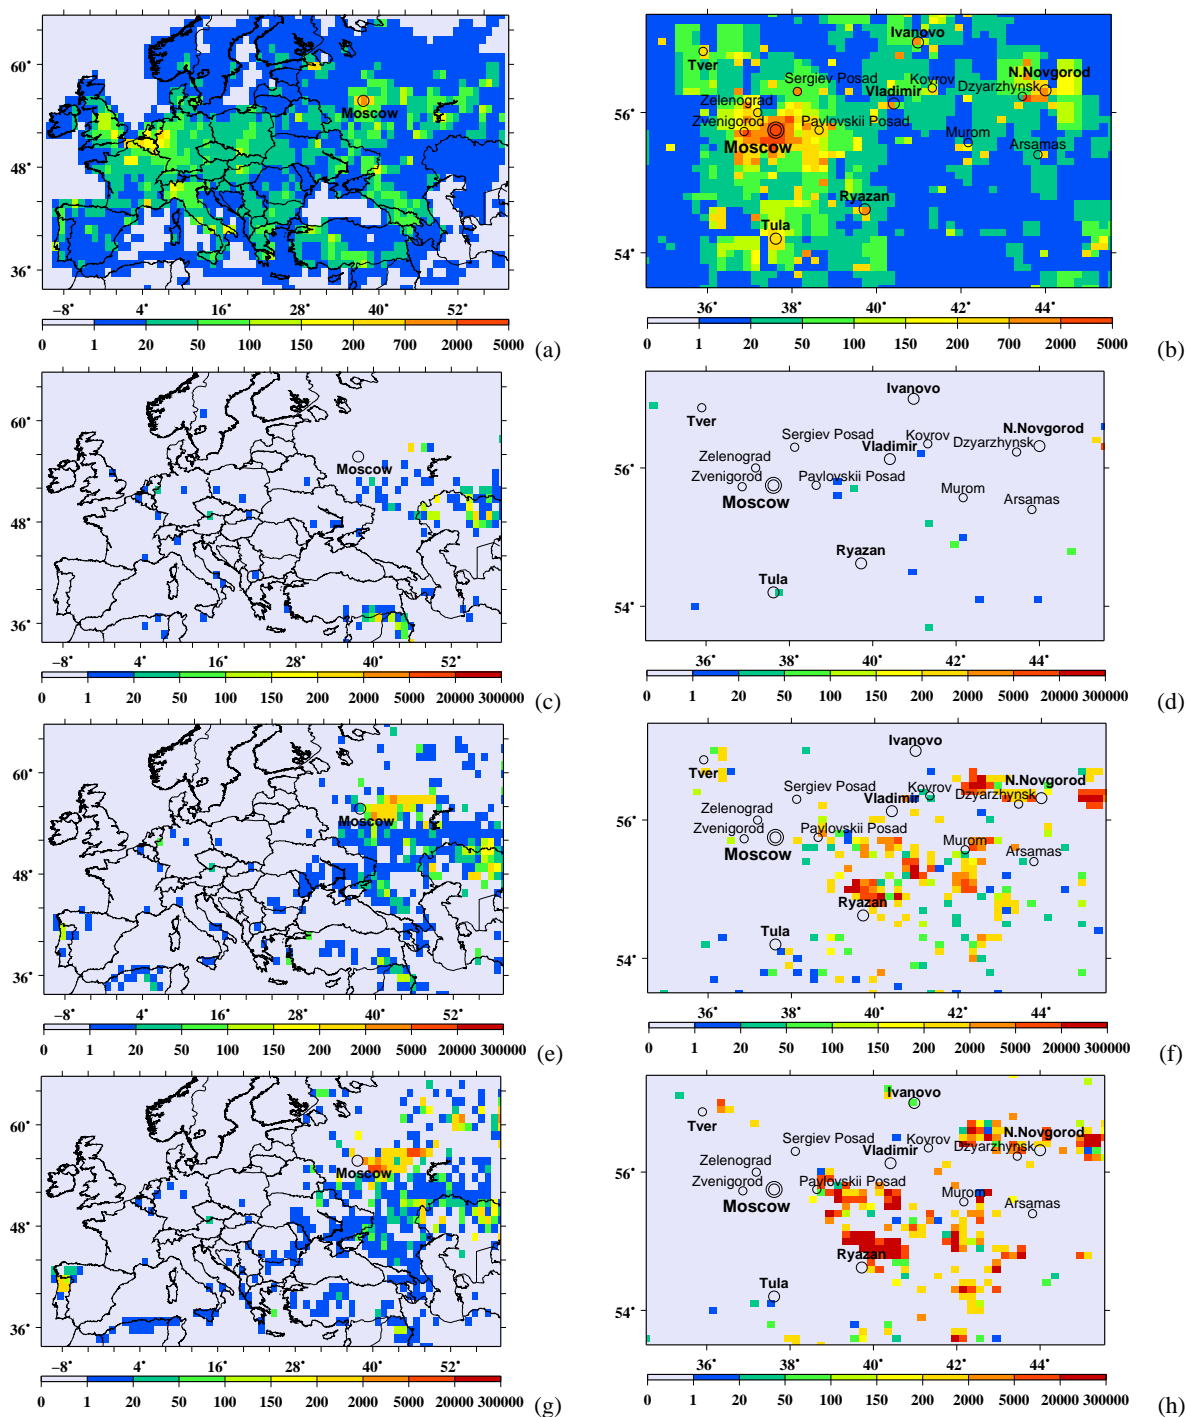 60°
48°
36°
Moscow
−8° 4° 16° 28° 40° 52°
0 1 20 50 150 200 700 2000 5000
(a)
Ivanovo
Tver
Sergiev Posad
Kovrov
N.Novgorod
Dzyarzhynsk
Vladimir
Zelenograd
Zvenigorod
Pavlovskii Posad
Moscow
Murom
Arsamas
Ryazan
Tula
56°
54°
36° 38° 40° 42° 44°
0 1 20 50 100 150 200 700 2000 5000
(b)
60°
48°
36°
Moscow
−8° 4° 16° 28° 40° 52°
0 1 20 50 100 150 200 2000 5000 20000 300000
(c)
Ivanovo
Tver
Sergiev Posad
Kovrov
N.Novgorod
Dzyarzhynsk
Vladimir
Zelenograd
Zvenigorod
Pavlovskii Posad
Moscow
Murom
Arsamas
Ryazan
Tula
56°
54°
36° 38° 40° 42° 44°
0 1 20 50 100 150 200 2000 5000 20000 300000
(d)
60°
48°
36°
Moscow
−8° 4° 16° 28° 40° 52°
0 1 20 50 100 150 200 2000 5000 20000 300000
(e)
Ivanovo
Tver
Sergiev Posad
Kovrov
N.Novgorod
Dzyarzhynsk
Vladimir
Zelenograd
Zvenigorod
Pavlovskii Posad
Moscow
Murom
Arsamas
Ryazan
Tula
56°
54°
36° 38° 40° 42° 44°
0 1 20 50 100 150 200 2000 5000 20000 300000
(f)
60°
48°
36°
Moscow
−8° 4° 16° 28° 40° 52°
0 1 20 50 100 150 200 2000 5000 20000 300000
(g)
Ivanovo
Tver
Sergiev Posad
Kovrov
N.Novgorod
Dzyarzhynsk
Vladimir
Zelenograd
Zvenigorod
Pavlovskii Posad
Moscow
Murom
Arsamas
Ryazan
Tula
56°
54°
36° 38° 40° 42° 44°
0 1 20 50 100 150 200 2000 5000 20000 300000
(h)